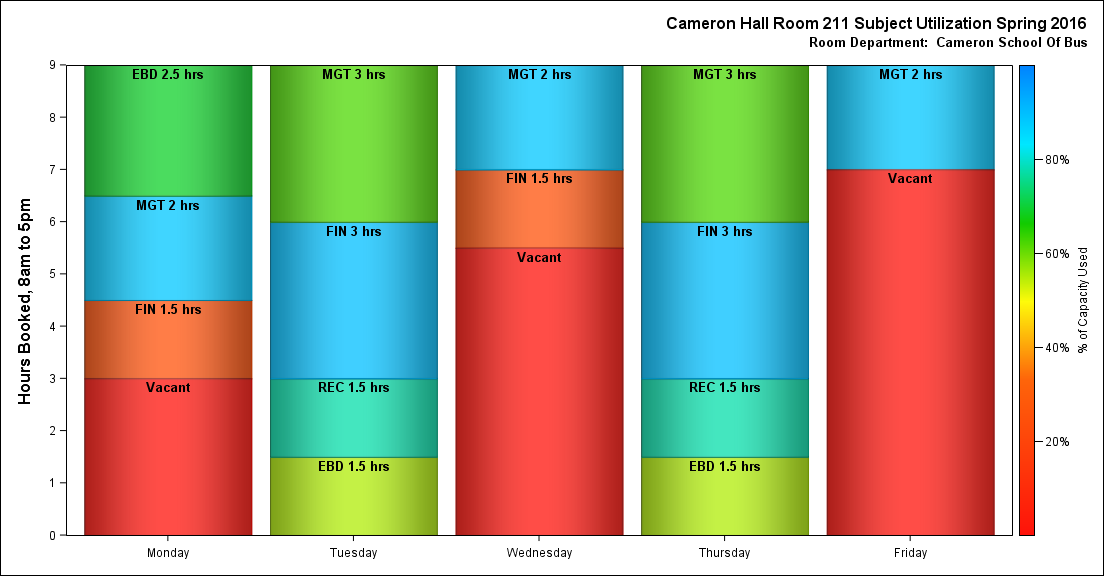 Cameron Hall Room 211 Subject Utilization Spring 2016
Room Department:  Cameron School Of Bus
Hours Booked, 8am to 5pm
9
8
7
6
5
4
3
2
1
0
EBD 2.5 hrs
MGT 2 hrs
FIN 1.5 hrs
Vacant
MGT 3 hrs
FIN 3 hrs
REC 1.5 hrs
EBD 1.5 hrs
MGT 2 hrs
FIN 1.5 hrs
Vacant
MGT 3 hrs
FIN 3 hrs
REC 1.5 hrs
EBD 1.5 hrs
MGT 2 hrs
Vacant
Monday
Tuesday
Wednesday
Thursday
Friday
80%
60%
40%
20%
% of Capacity Used